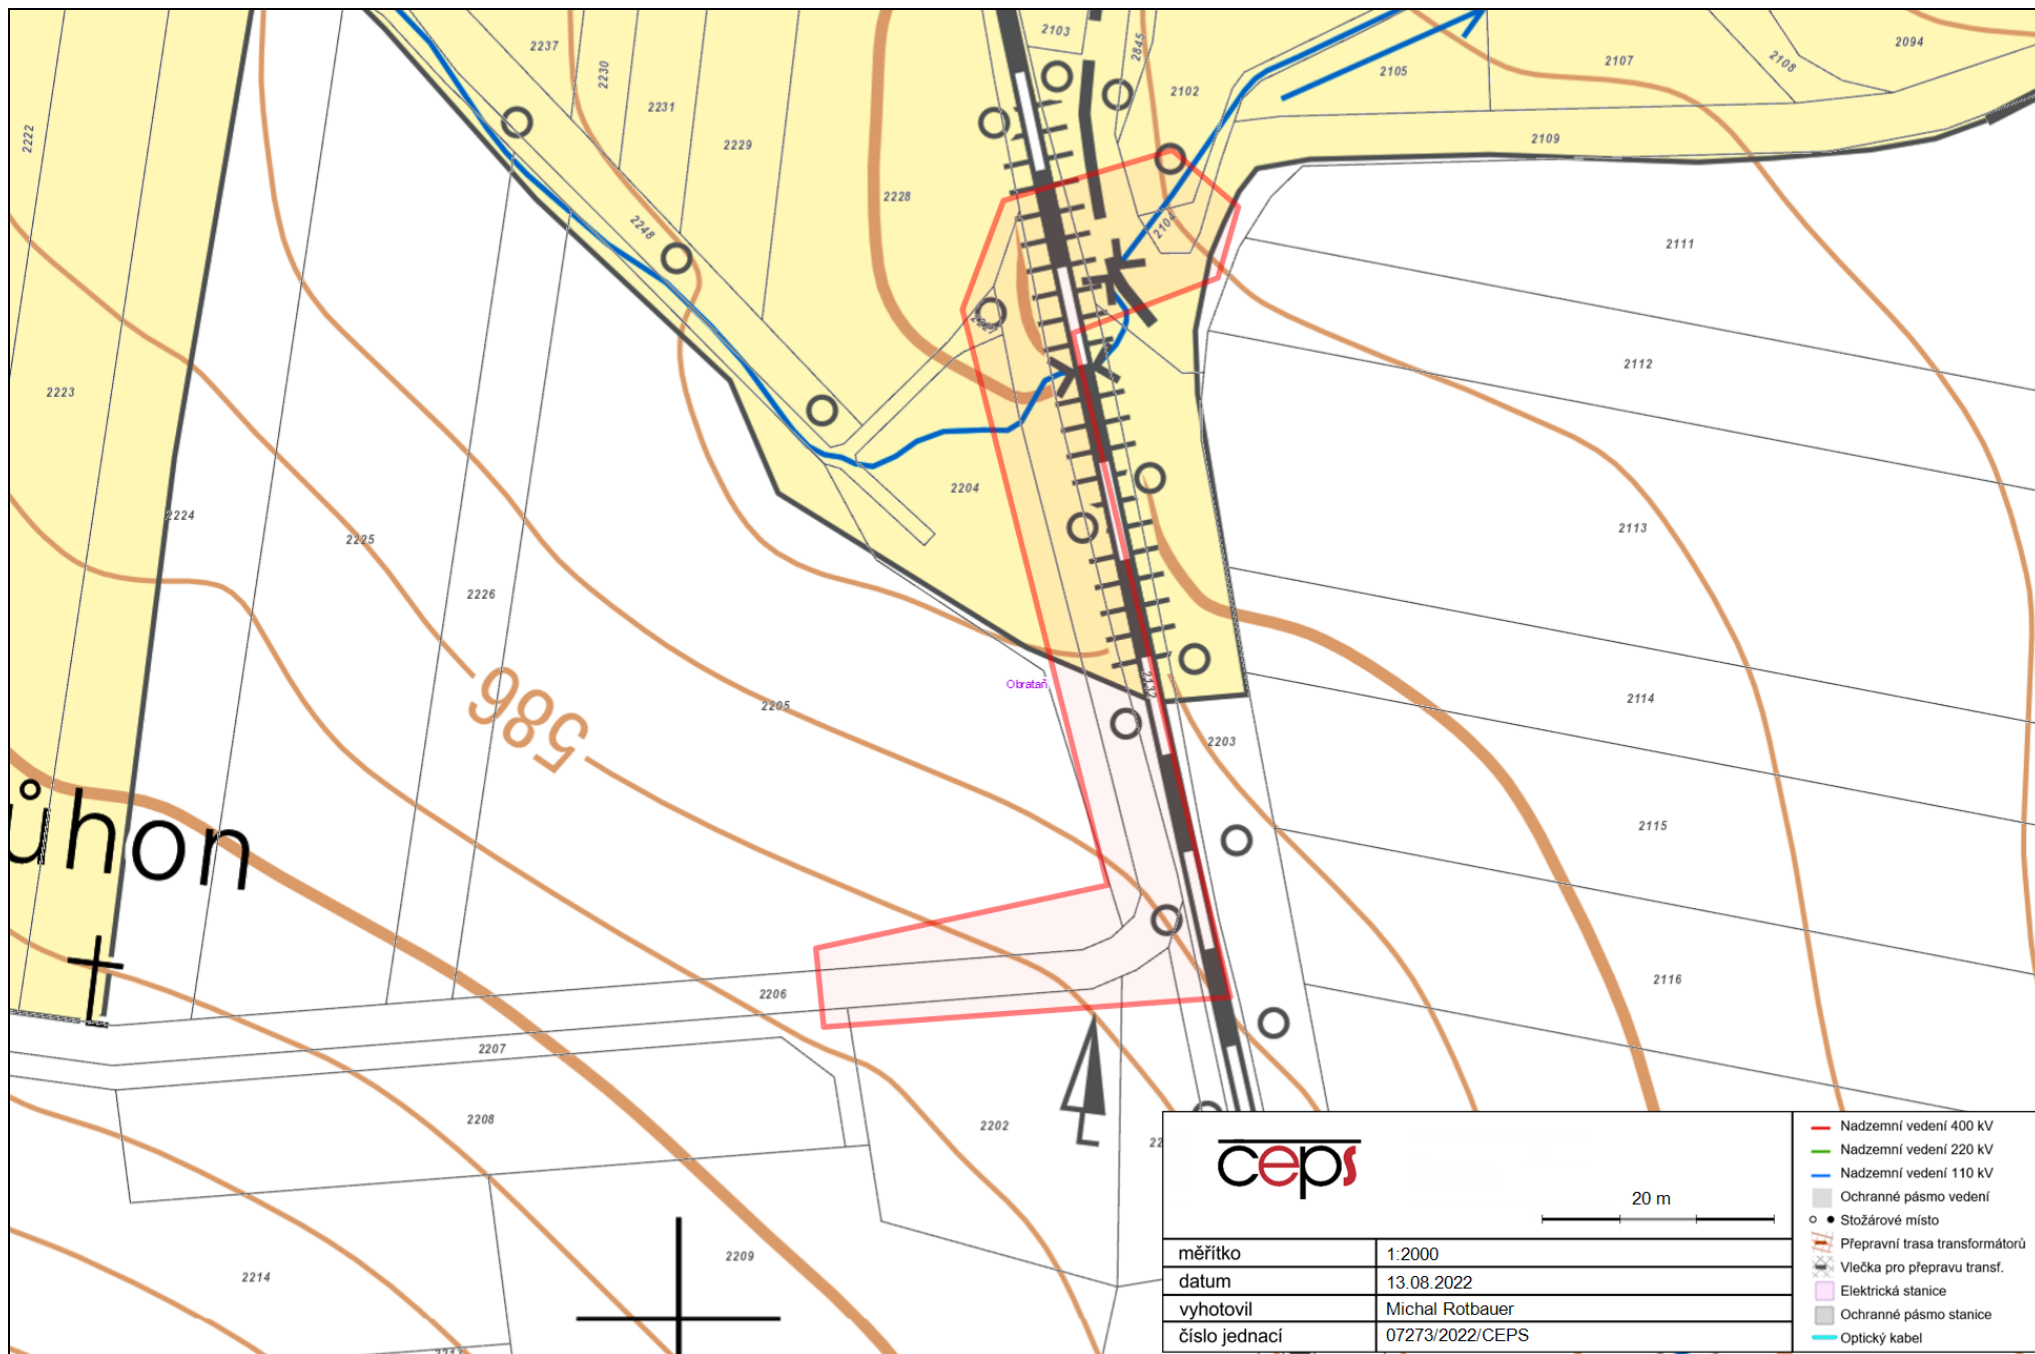 2103
2845
2094
2237
2230
2107
2108
2105
2102
2231
2222
2229
2109
2228
2248
2111
2112
2223
2204
2224
2225
2113
2226
Obrataň
2132
2205
2114
2203
586
2115
ůhon
2116
2206
2207
2208
2202
22
2209
2214
ceps
20 m
měřítko 1:2000
datum 13.08.2022
vyhotovil Michal Rotbauer
číslo jednací 07273/2022/CEPS
Nadzemní vedení 400 kV
Nadzemní vedení 220 kV
Nadzemní vedení 110 kV
Ochranné pásmo vedení
Stožárové místo
Přepravní trasa transformátorů
Vlečka pro přepravu transf.
Elektrická stanice
Ochranné pásmo stanice
Optický kabel